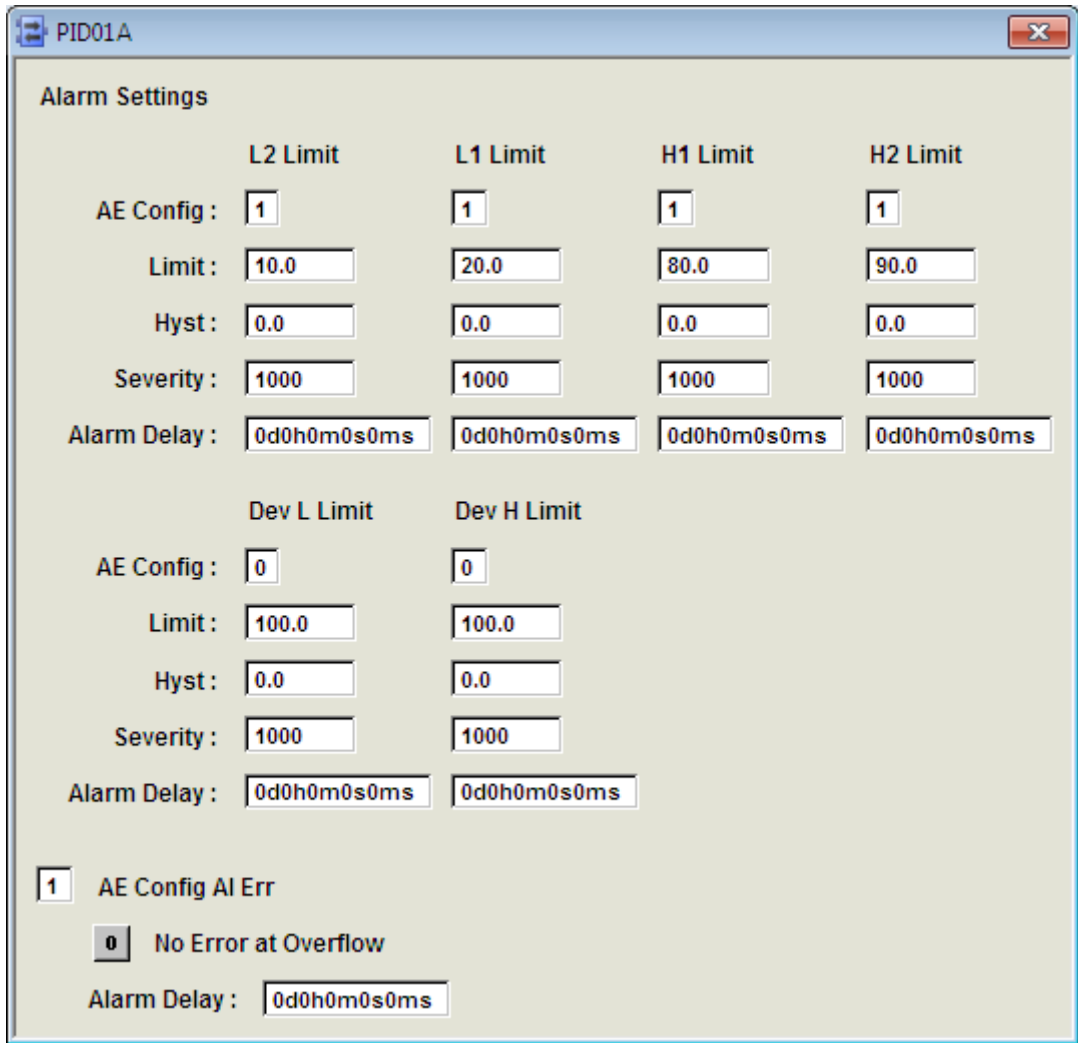 PID01A
Alarm Settings
L2 Limit L1 Limit H1 Limit H2 Limit
AE Config : 1 1 1 1
Limit : 10.0 20.0 80.0 90.0
Hyst : 0.0 0.0 0.0 0.0
Severity : 1000 1000 1000 1000
Alarm Delay : 0d0h0m0s0ms 0d0h0m0s0ms 0d0h0m0s0ms 0d0h0m0s0ms
Dev L Limit Dev H Limit
AE Config : 0 0
Limit : 100.0 100.0
Hyst : 0.0 0.0
Severity : 1000 1000
Alarm Delay : 0d0h0m0s0ms 0d0h0m0s0ms
1 AE Config AI Err
0 No Error at Overflow
Alarm Delay : 0d0h0m0s0ms